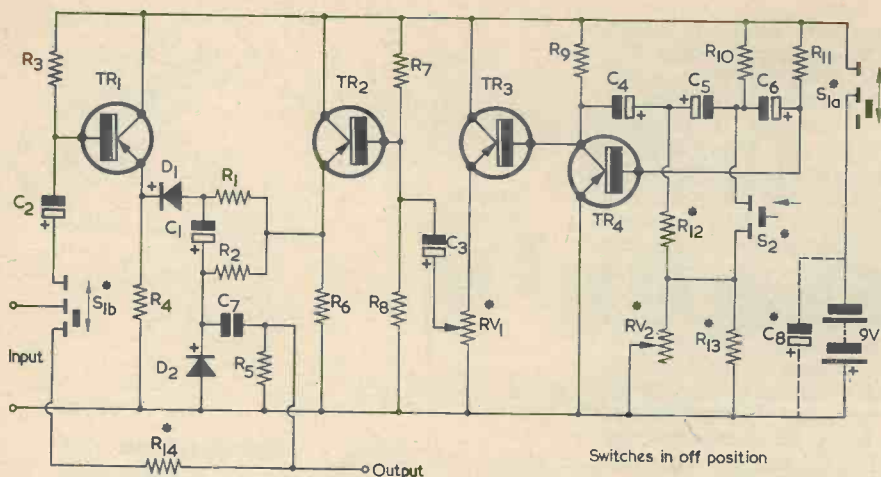 R3
TR1
C2
+
S1b*
Input
R14*
D1
+
R1
C1
+
R2
R4
C7
D2
+
R5
Output
TR2
R6
R7
R8
C3
+
TR3
RV1*
R9
C4
+
TR4
C5
+
R10
C6
+
R11
R12*
S2*
RV2*
R13*
C8*
+
S1a*
9V
+
Switches in off position